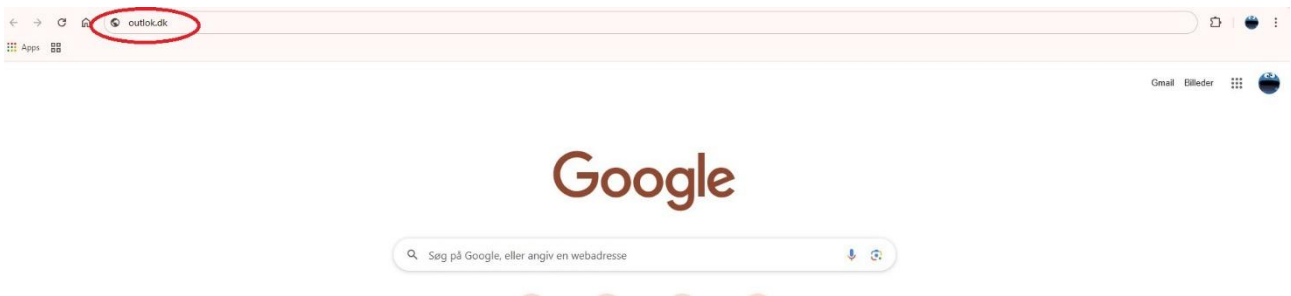 outlok.dk
Apps
Gmail Billeder
Google
Søg på Google, eller angiv en webadresse